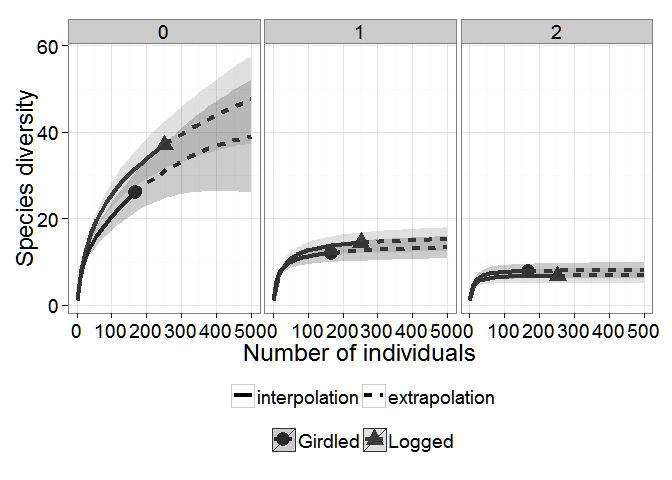 0 1 2
60
40
20
0
Species diversity
0 100 200 300 400 500 0 100 200 300 400 500 0 100 200 300 400 500
Number of individuals
interpolation extrapolation
Girdled Logged